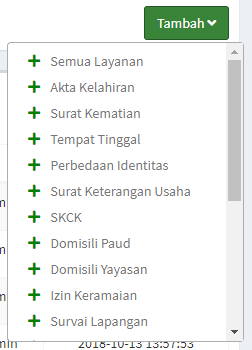 Tambah
Semua Layanan
Akta Kelahiran
Surat Kematian
Tempat Tinggal
Perbedaan Identitas
Surat Keterangan Usaha
SKCK
Domisili Paud
Domisili Yayasan
Izin Keramaian
Survai Lapangan
2018-10-13 13:57:53